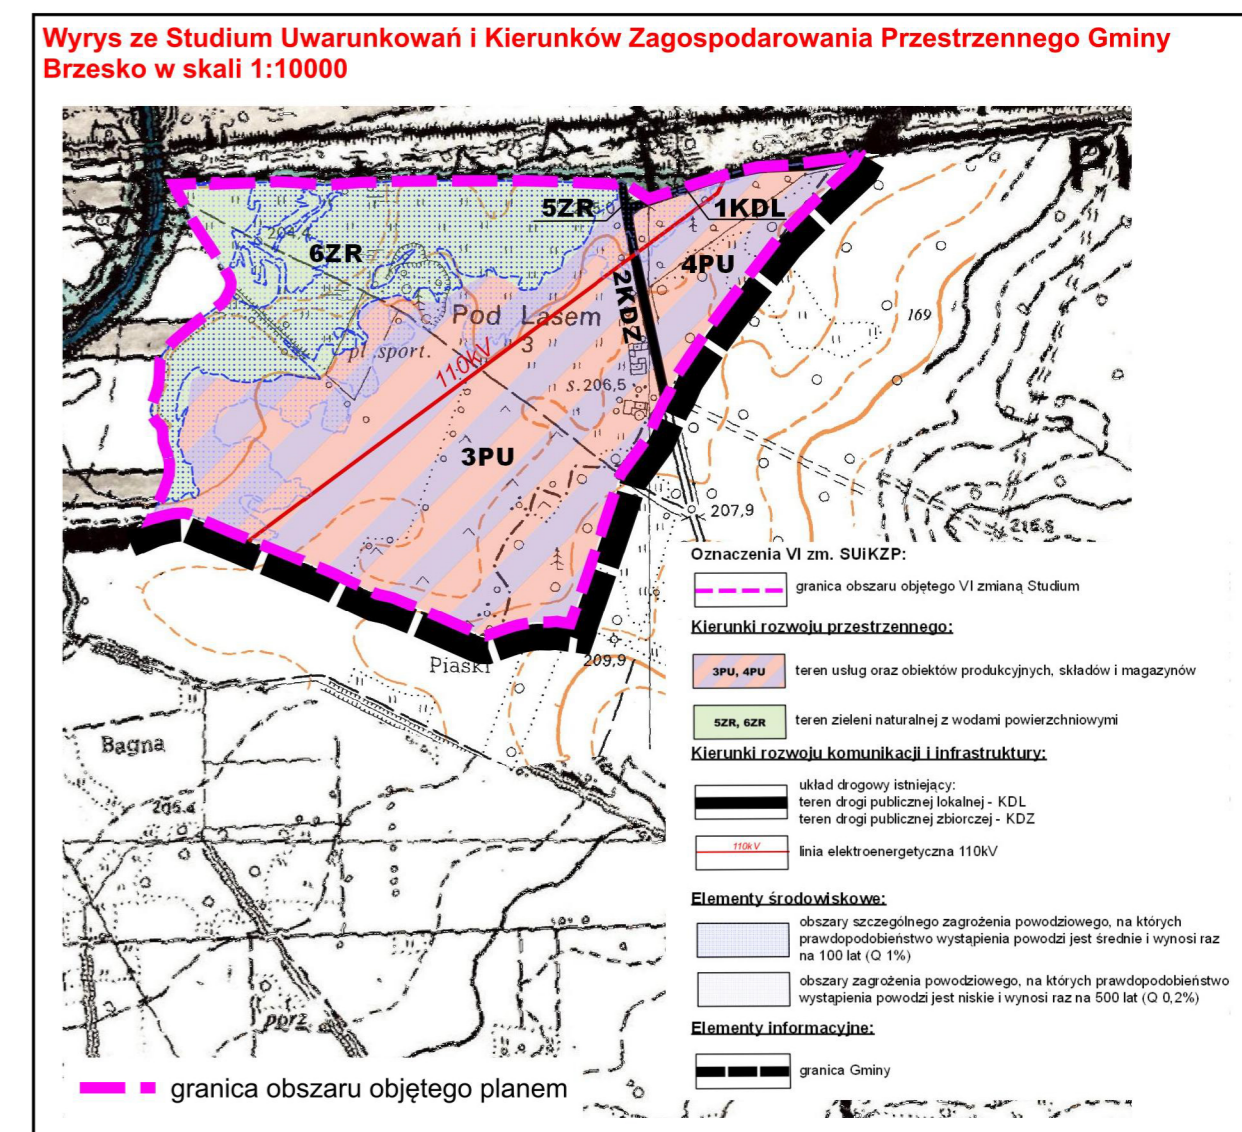 Wyrys ze Studium Uwarunkowań i Kierunków Zagospodarowania Przestrzennego Gminy
Brzesko w skali 1:10000
5ZR
1KDL
6ZR
4PU
2KDZ
Pod Lasem
3
169
pl. sport.
110kV
s. 206,5
3PU
207,9
215,8
Piaski
209,9
Bagna
205,4
porz.
Oznaczenia VI zm. SUiKZP:
granica obszaru objętego VI zmianą Studium
Kierunki rozwoju przestrzennego:
3PU, 4PU
teren usług oraz obiektów produkcyjnych, składów i magazynów
5ZR, 6ZR
teren zieleni naturalnej z wodami powierzchniowymi
Kierunki rozwoju komunikacji i infrastruktury:
układ drogowy istniejący:
teren drogi publicznej lokalnej - KDL
teren drogi publicznej zbiorczej - KDZ
110kV
linia elektroenergetyczna 110kV
Elementy środowiskowe:
obszary szczególnego zagrożenia powodziowego, na których
prawdopodobieństwo wystąpienia powodzi jest średnie i wynosi raz
na 100 lat (Q 1%)
obszary zagrożenia powodziowego, na których prawdopodobieństwo
wystąpienia powodzi jest niskie i wynosi raz na 500 lat (Q 0,2%)
Elementy informacyjne:
granica Gminy
granica obszaru objętego planem